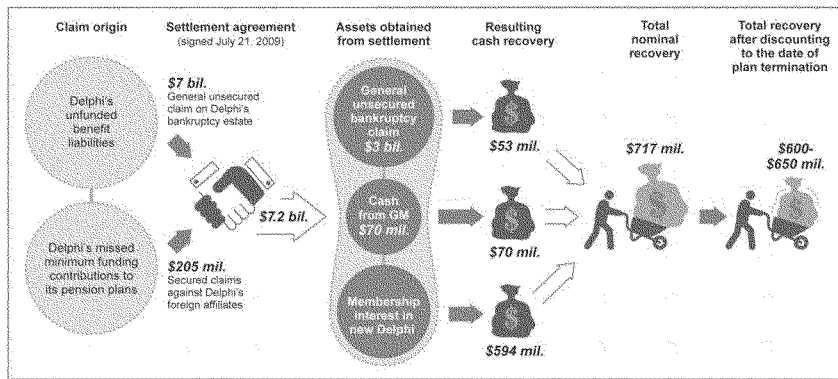 Claim origin
Settlement agreement
(signed July 21, 2009)
Assets obtained
from settlement
Resulting
cash recovery
Total
nominal
recovery
Total recovery
after discounting
to the date of
plan termination
Delphi's
unfunded
benefit
liabilities
Delphi's missed
minimum funding
contributions to
its pension plans
$7 bil.
General unsecured
claim on Delphi's
bankruptcy estate
$205 mil.
Secured claims
against Delphi's
foreign affiliates
$7.2 bil.
General
unsecured
bankruptcy
claim
$3 bil.
Cash
from GM
$70 mil.
Membership
interest in
new Delphi
$
$53 mil.
$
$70 mil.
$
$594 mil.
$717 mil.
$
$600-
$650 mil.
$